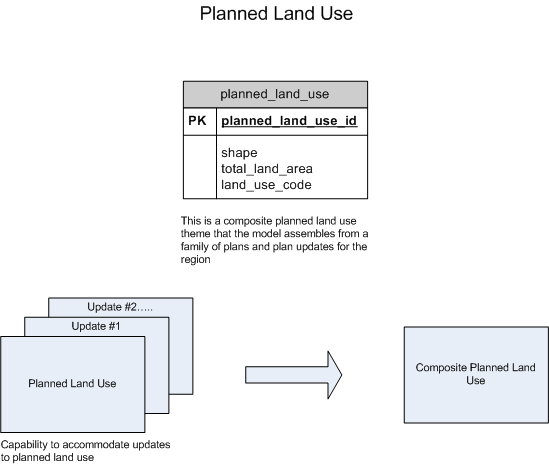 Planned Land Use
planned_land_use
PK planned_land_use_id
shape
total_land_area
land_use_code
This is a composite planned land use
theme that the model assembles from a
family of plans and plan updates for the
region
Update #2.....
Update #1
Planned Land Use
Composite Planned Land
Use
Capability to accommodate updates
to planned land use